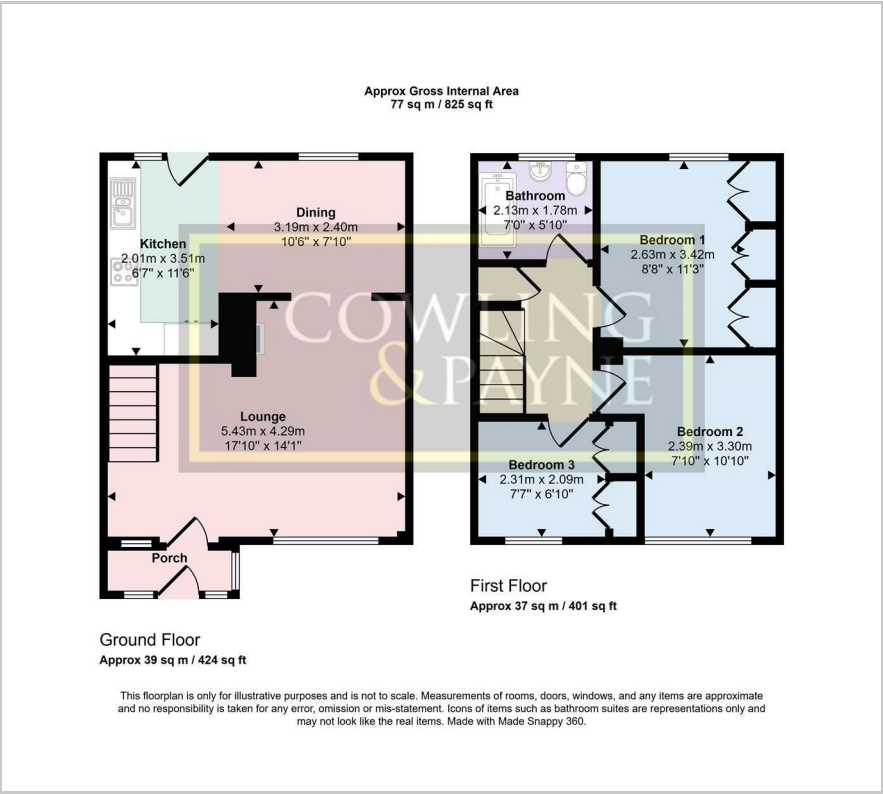 Approx Gross Internal Area
77 sq m / 825 sq ft
Kitchen
2.01m x 3.51m
6'7" x 11'6"
Dining
3.19m x 2.40m
10'6" x 7'10"
Lounge
5.43m x 4.29m
17'10" x 14'1"
Porch
Ground Floor
Approx 39 sq m / 424 sq ft
Bathroom
2.13m x 1.78m
7'0" x 5'10"
Bedroom 1
2.63m x 3.42m
8'8" x 11'3"
Bedroom 2
2.39m x 3.30m
7'10" x 10'10"
Bedroom 3
2.31m x 2.09m
7'7" x 6'10"
First Floor
Approx 37 sq m / 401 sq ft
COWLING
& PAYNE
This floorplan is only for illustrative purposes and is not to scale. Measurements of rooms, doors, windows, and any items are approximate
and no responsibility is taken for any error, omission or mis-statement. Icons of items such as bathroom suites are representations only and
may not look like the real items. Made with Made Snappy 360.